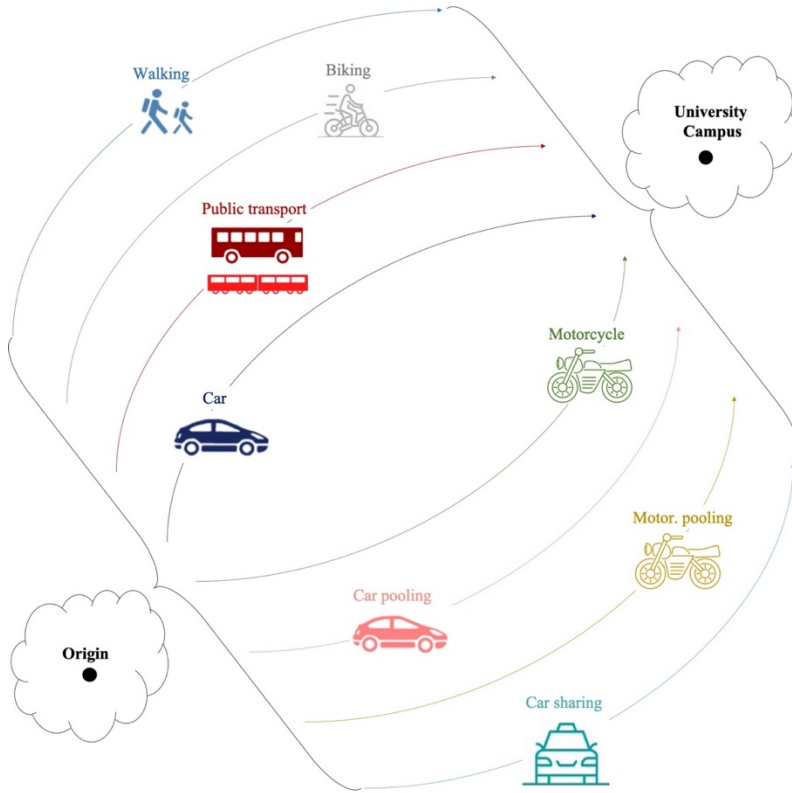 Walking
Biking
University
Campus
Public transport
Motorcycle
Car
Motor. pooling
Car pooling
Origin
Car sharing